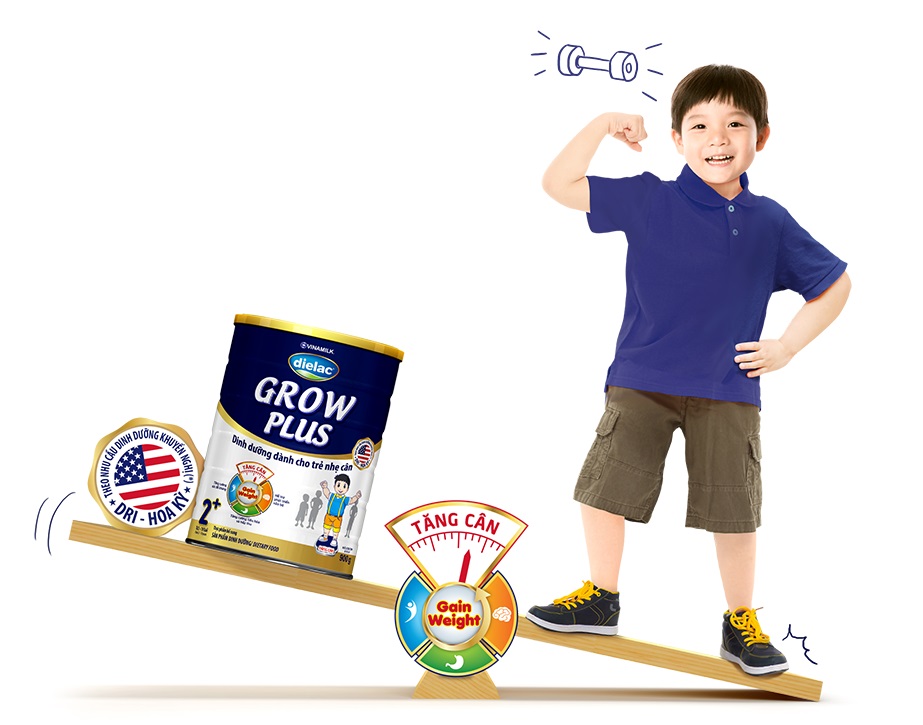 VINAMILK
dielac
GROW
PLUS
Dinh dưỡng dành cho trẻ nhẹ cân
TĂNG CÂN
Gain
Weight
2+
SẢN PHẨM DINH DƯỠNG/ DIETARY FOOD
900g
THEO NHU CẦU DINH DƯỠNG KHUYẾN NGHỊ (*)
DRI - HOA KỲ
TĂNG CÂN
Gain
Weight